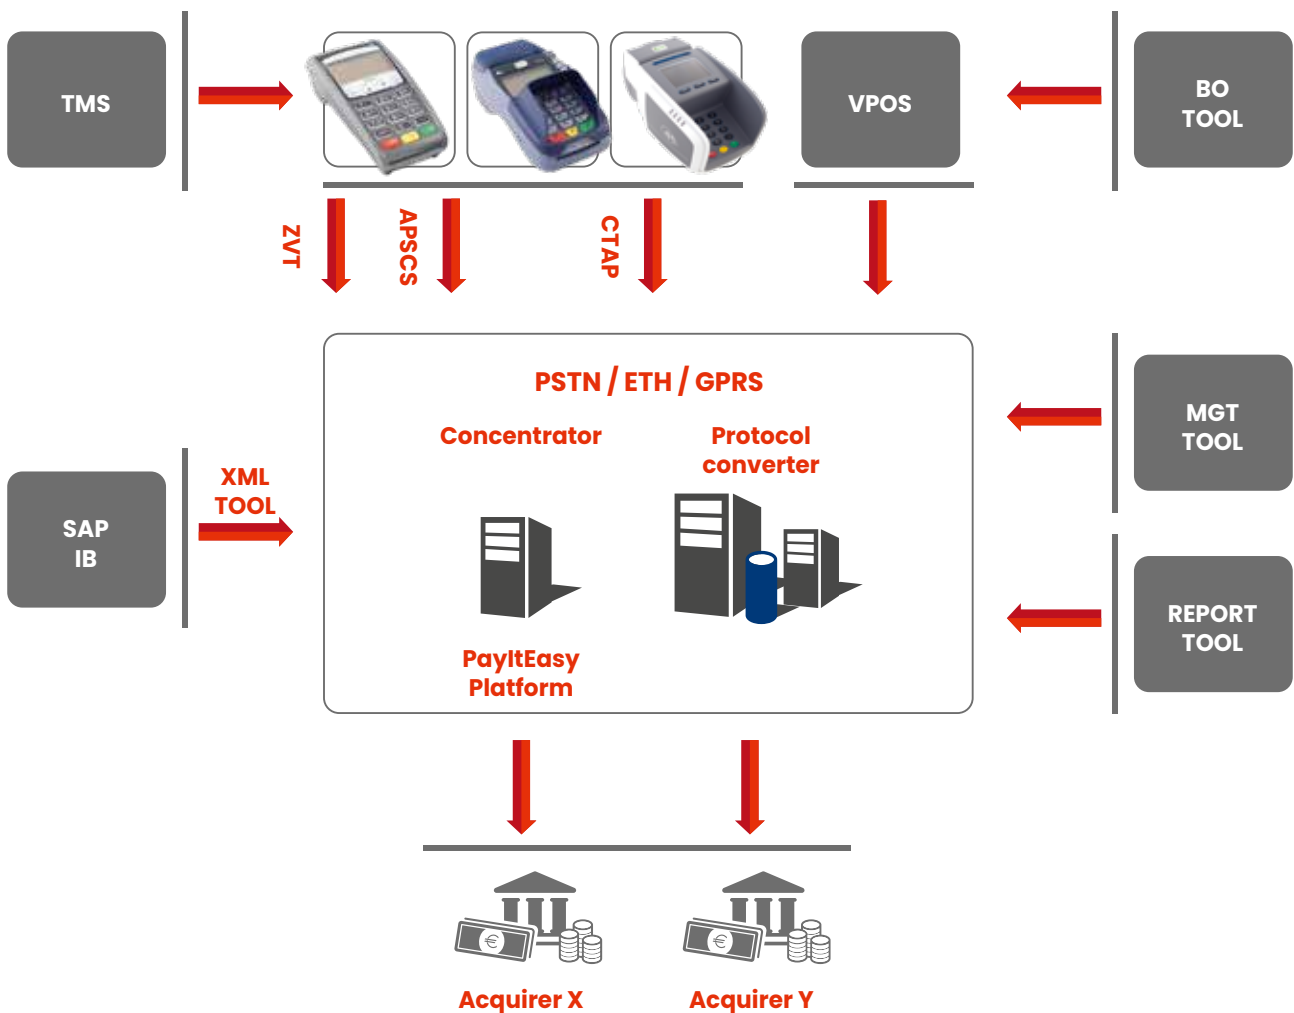 TMS
VPOS
BO
TOOL
ZVT
APSCS
CTAP
PSTN / ETH / GPRS
Concentrator
Protocol
converter
MGT
TOOL
XML
TOOL
SAP
IB
REPORT
TOOL
PayItEasy
Platform
€
€
Acquirer X
Acquirer Y